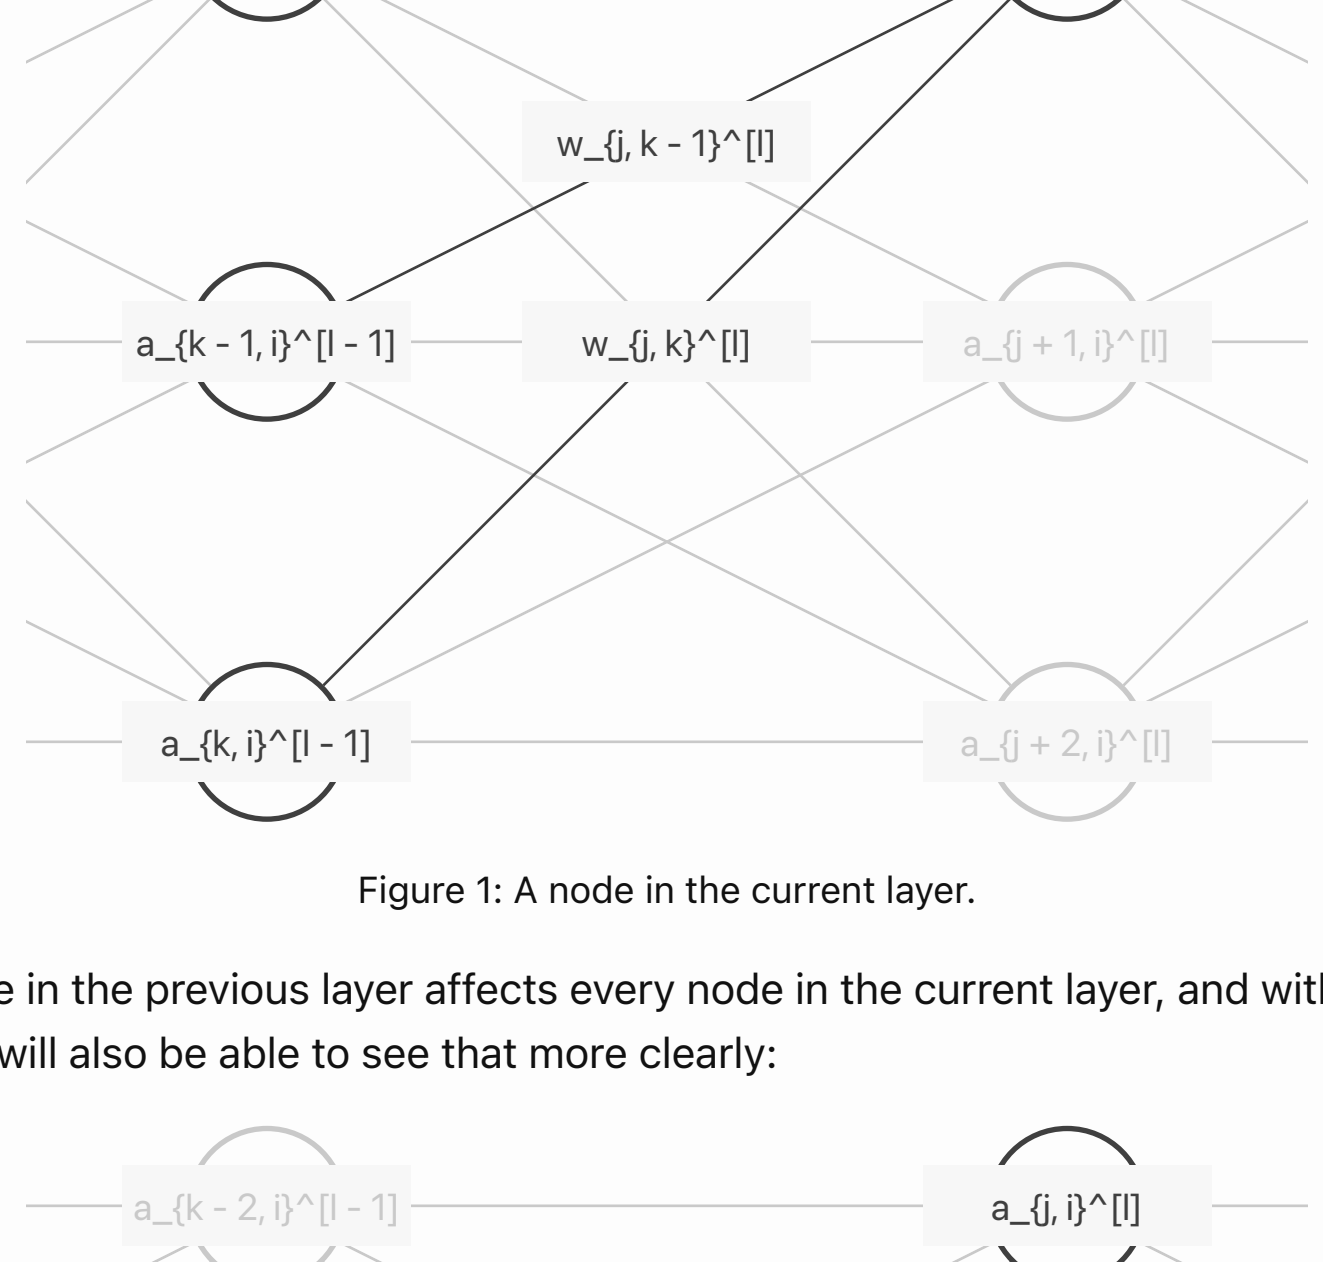 w_{j, k - 1}^[l]
a_{k - 1, i}^[l - 1] w_{j, k}^[l] a_{j + 1, i}^[l]
a_{k, i}^[l - 1] a_{j + 2, i}^[l]
Figure 1: A node in the current layer.
in the previous layer affects every node in the current layer, and
will also be able to see that more clearly:
a_{k - 2, i}^[l - 1] a_{j, i}^[l]